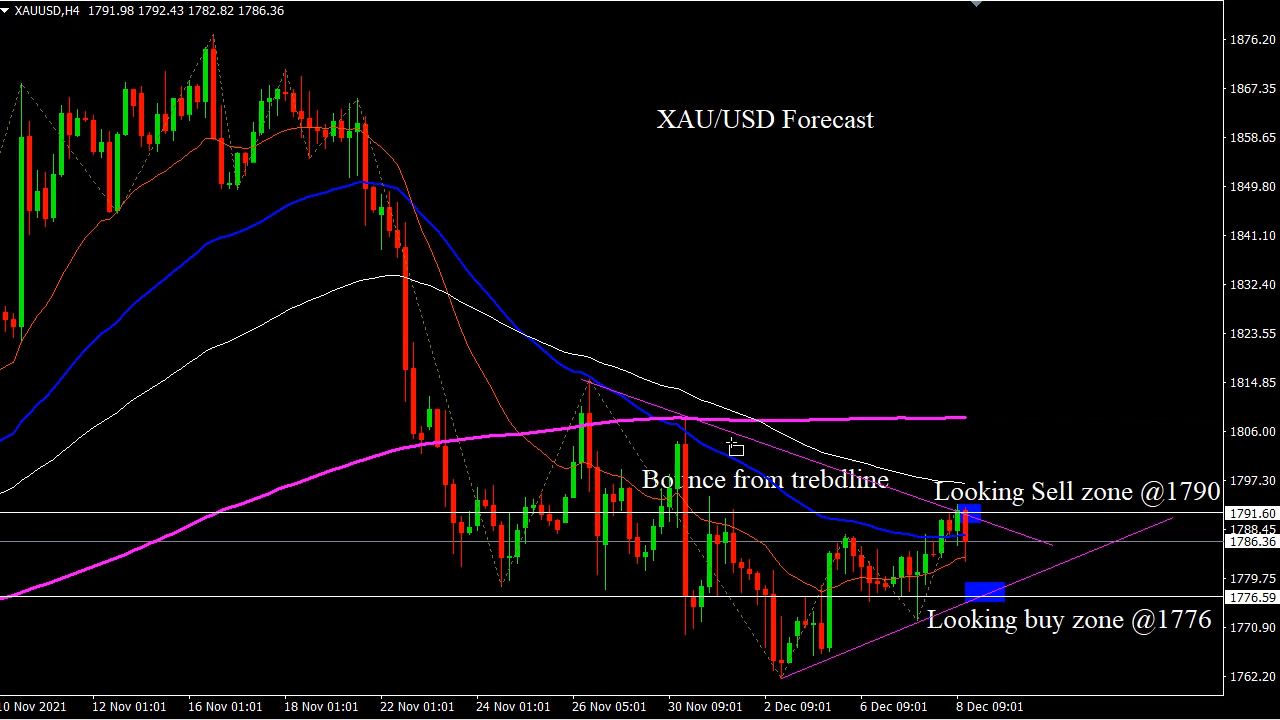 XAUUSD,H4 1791.98 1792.43 1782.82 1786.36
1876.20
XAU/USD Forecast
1867.35
1858.65
1849.80
1841.10
1832.40
1823.55
1814.85
1806.00
Bounce from trebdline
1797.30
Looking Sell zone @1790
1791.60
1788.45
1786.36
1779.75
1776.59
Looking buy zone @1776
1770.90
1762.20
10 Nov 2021 12 Nov 01:01 16 Nov 01:01 18 Nov 01:01 22 Nov 01:01 24 Nov 01:01 26 Nov 05:01 30 Nov 09:01 2 Dec 09:01 6 Dec 09:01 8 Dec 09:01